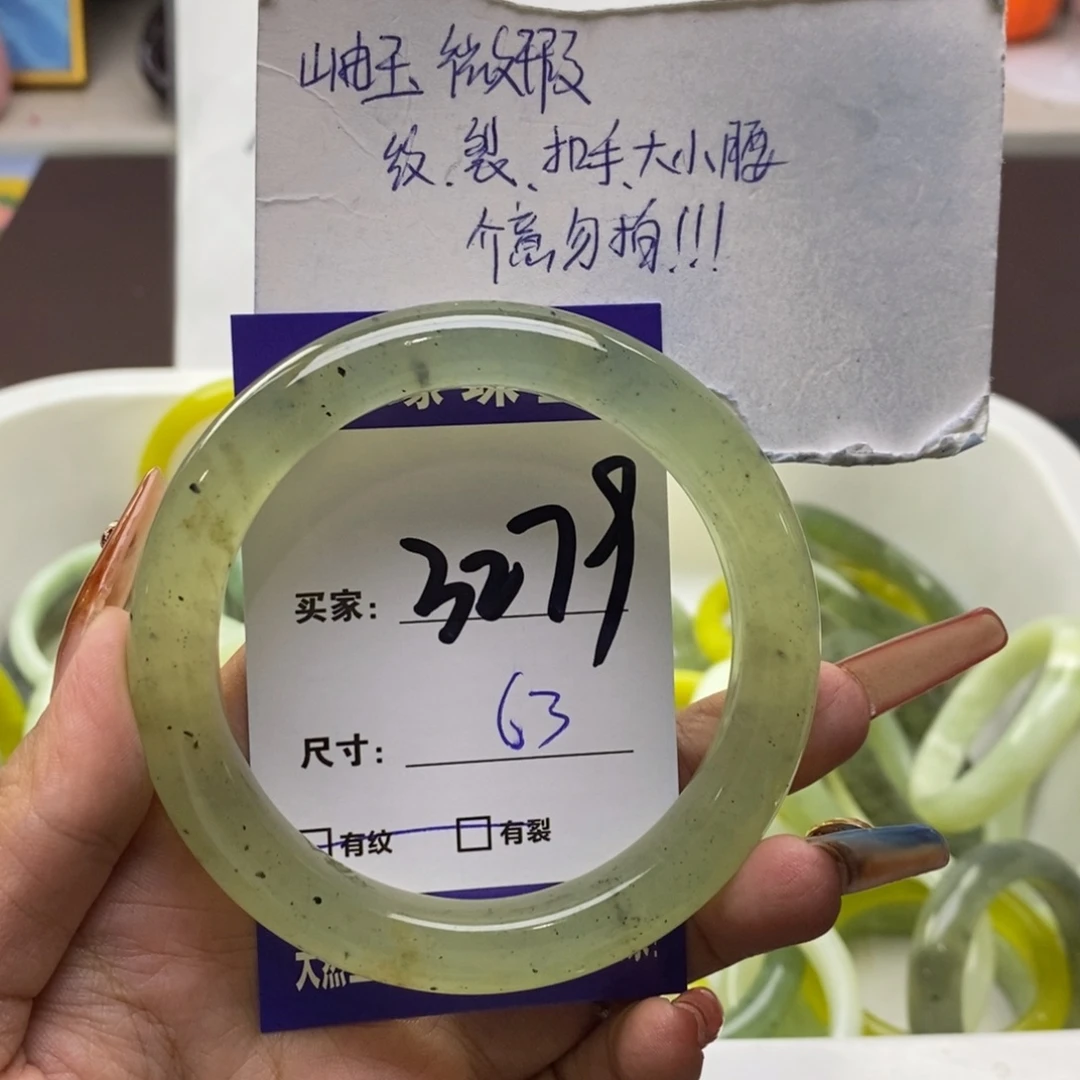 岫玉 微瑕
纹、裂、扣手、大小腰
介意勿拍!!!
买家: 3279
尺寸: 63
有纹 有裂